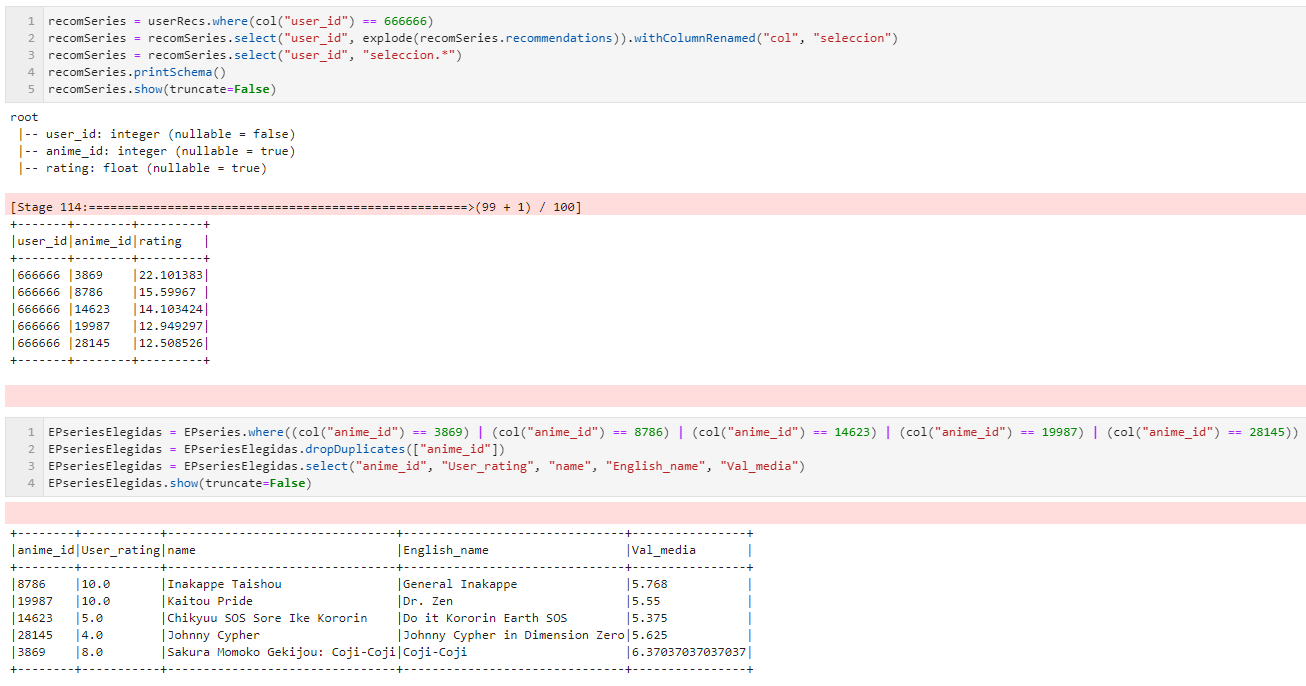 1 recomSeries = userRecs.where(col("user_id") == 666666)
2 recomSeries = recomSeries.select("user_id", explode(recomSeries.recommendations)).withColumnRenamed("col", "seleccion")
3 recomSeries = recomSeries.select("user_id", "seleccion.*")
4 recomSeries.printSchema()
5 recomSeries.show(truncate=False)
root
 |-- user_id: integer (nullable = false)
 |-- anime_id: integer (nullable = true)
 |-- rating: float (nullable = true)
[Stage 114:=====================================================>(99 + 1) / 100]
+-------+--------+---------+
|user_id|anime_id|rating   |
+-------+--------+---------+
|666666 |3869    |22.101383|
|666666 |8786    |15.59967 |
|666666 |14623   |14.103424|
|666666 |19987   |12.949297|
|666666 |28145   |12.508526|
+-------+--------+---------+
1 EPseriesElegidas = EPseries.where((col("anime_id") == 3869) | (col("anime_id") == 8786) | (col("anime_id") == 14623) | (col("anime_id") == 19987) | (col("anime_id") == 28145))
2 EPseriesElegidas = EPseriesElegidas.dropDuplicates(["anime_id"])
3 EPseriesElegidas = EPseriesElegidas.select("anime_id", "User_rating", "name", "English_name", "Val_media")
4 EPseriesElegidas.show(truncate=False)
+--------+-----------+-----------------------------+----------------------------+----------------+
|anime_id|User_rating|name                         |English_name                |Val_media       |
+--------+-----------+-----------------------------+----------------------------+----------------+
|8786    |10.0       |Inakappe Taishou             |General Inakappe            |5.768           |
|19987   |10.0       |Kaitou Pride                 |Dr. Zen                     |5.55            |
|14623   |5.0        |Chikyuu SOS Sore Ike Kororin |Do it Kororin Earth SOS     |5.375           |
|28145   |4.0        |Johnny Cypher                |Johnny Cypher in Dimension Zero|5.625           |
|3869    |8.0        |Sakura Momoko Gekijou: Coji-Coji|Coji-Coji                   |6.37037037037037|
+--------+-----------+-----------------------------+----------------------------+----------------+